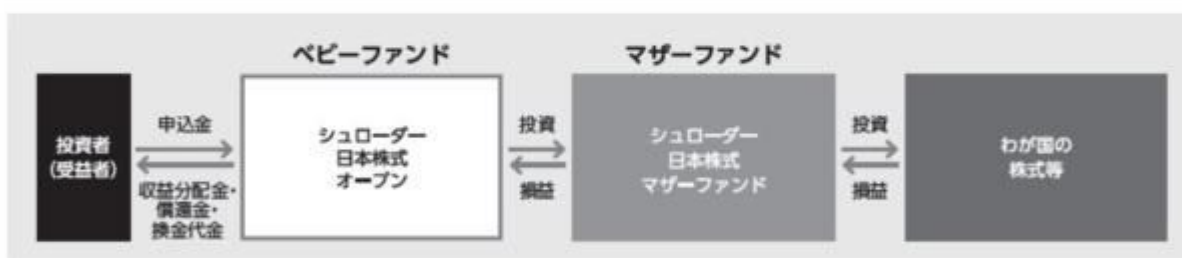 ベビーファンド
マザーファンド
投資者
(受益者)
申込金
収益分配金・
償還金・
換金代金
シュローダー
日本株式
オープン
投資
損益
シュローダー
日本株式
マザーファンド
投資
損益
わが国の
株式等